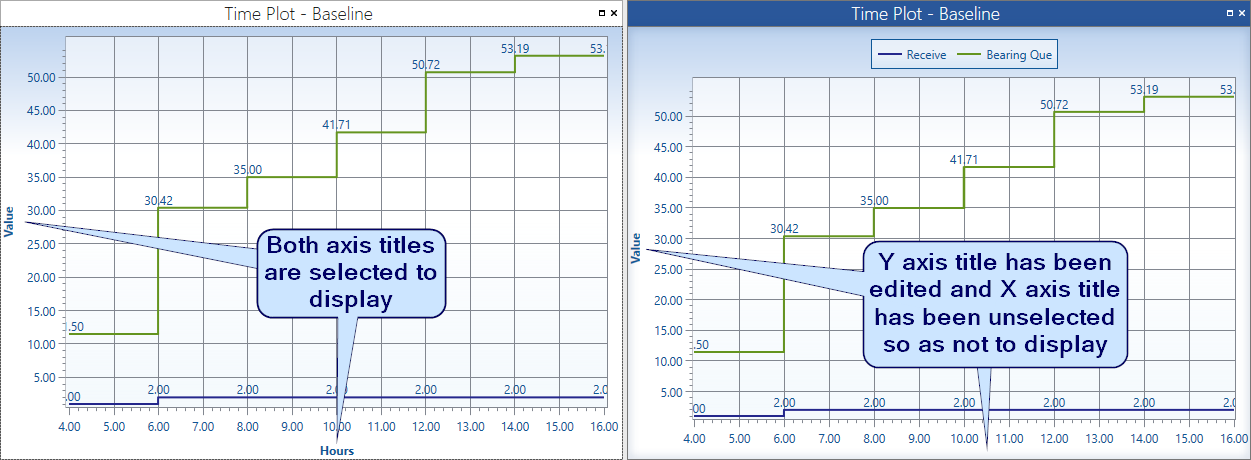 Time Plot - Baseline
53.19
53.
50.72
50.00
45.00
41.71
40.00
35.00
35.00
30.42
30.00
Value
25.00
Both axis titles
are selected to
display
20.00
15.00
.50
10.00
5.00
.00 2.00 2.00 2.00 2.00 2.00 2.0
4.00 5.00 6.00 7.00 8.00 9.00 10.00 11.00 12.00 13.00 14.00 15.00 16.00
Hours
Time Plot - Baseline
Receive Bearing Que
53.19
53.
50.72
50.00
45.00
41.71
40.00
35.00
35.00
30.42
30.00
Value
25.00
Y axis title has been
edited and X axis title
has been unselected
so as not to display
20.00
15.00
.50
10.00
5.00
00 2.00 2.00 2.00 2.00 2.00 2.0
4.00 5.00 6.00 7.00 8.00 9.00 10.00 11.00 12.00 13.00 14.00 15.00 16.00